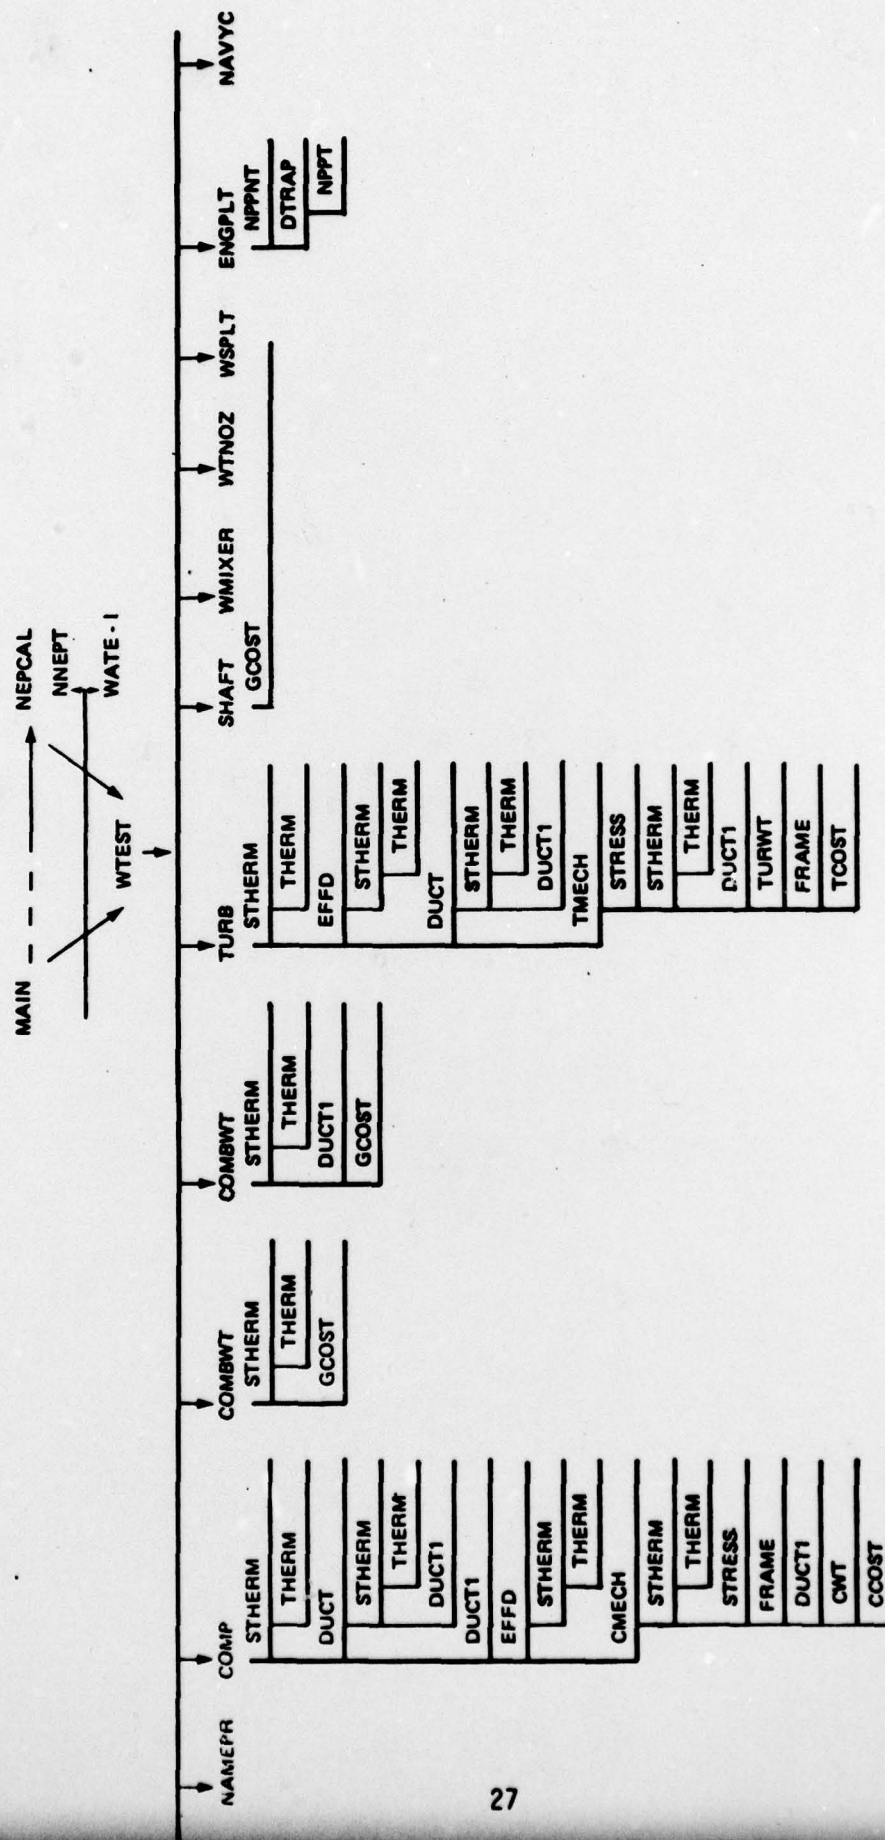 MAIN
NEPCAL
NNEPT
WATE-1
WTEST
NAMEPR
COMP
STHERM
THERM
DUCT
STHERM
THERM
DUCT1
DUCT1
EFFD
STHERM
THERM
CMECH
STHERM
THERM
STRESS
FRAME
DUCT1
CWT
CCOST
COMBWT
STHERM
THERM
GCOST
COMBWT
STHERM
THERM
DUCT1
GCOST
TURB
STHERM
THERM
EFFD
STHERM
THERM
DUCT
STHERM
THERM
DUCT1
TMECH
STRESS
STHERM
THERM
DUCT1
TURWT
FRAME
TCOST
SHAFT
GCOST
WMIXER
WTNOZ
WSPLT
ENGPLT
NPPNT
DTRAP
NPPT
NAVYC
27